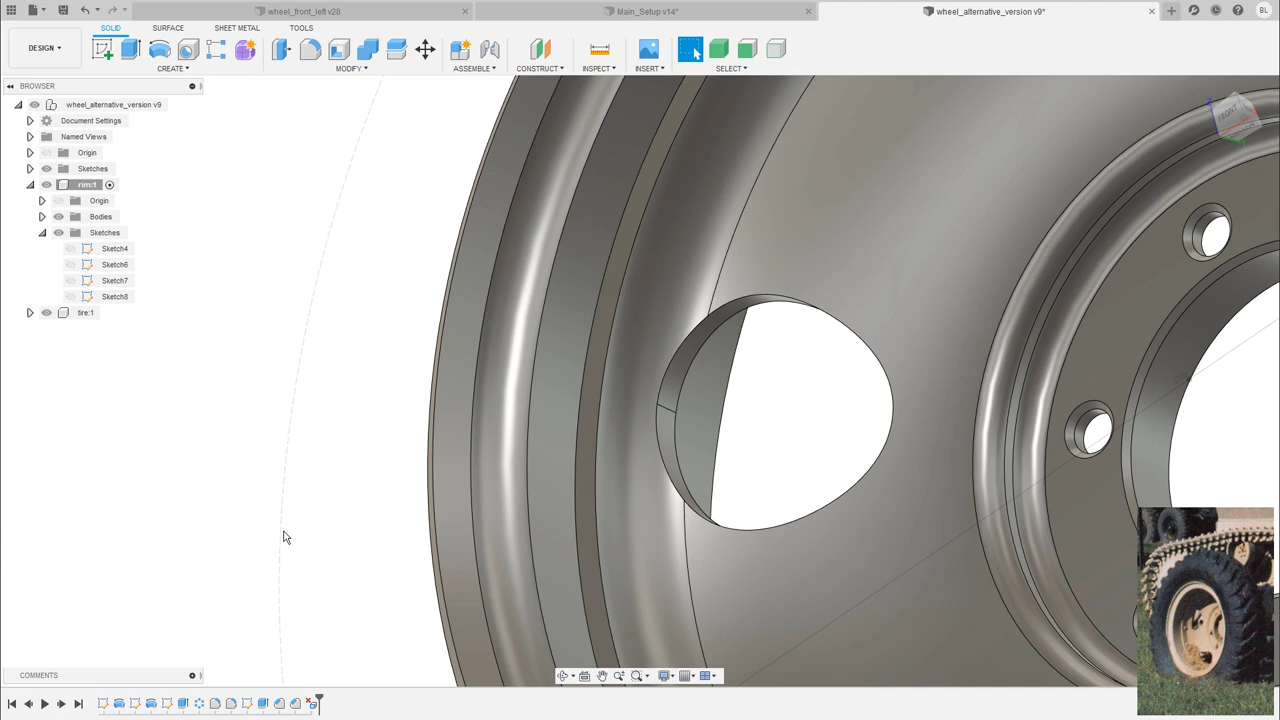 wheel_front_left v28
Main_Setup v14*
wheel_alternative_version v9*
SOLID
SURFACE
SHEET METAL
TOOLS
DESIGN
CREATE
MODIFY
ASSEMBLE
CONSTRUCT
INSPECT
INSERT
SELECT
BROWSER
wheel_alternative_version v9
Document Settings
Named Views
Origin
Sketches
rim:1
Origin
Bodies
Sketches
Sketch4
Sketch6
Sketch7
Sketch8
tire:1
FRONT
BL
COMMENTS